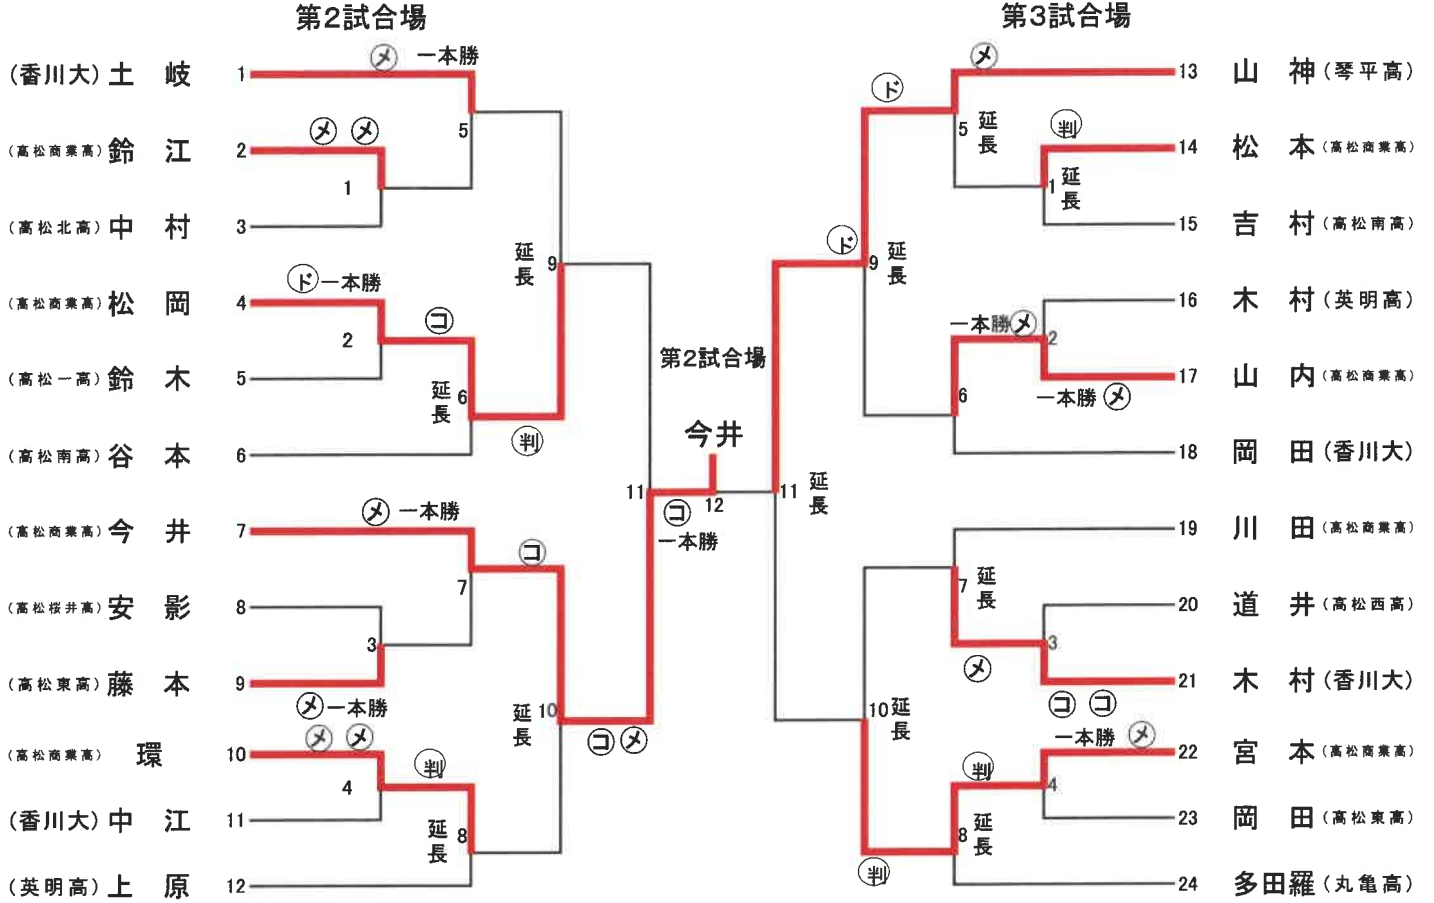 第2試合場
第3試合場
メ 一本勝
(香川大) 土 岐 1
5
メ メ
(高松商業高) 鈴 江 2
1
(高松北高) 中 村 3
延長 9
ド 一本勝
(高松商業高) 松 岡 4
2
コ
(高松一高) 鈴 木 5
延長 6
判
(高松南高) 谷 本 6
メ 一本勝
(高松商業高) 今 井 7
コ
7
(高松桜井高) 安 影 8
3
(高松東高) 藤 本 9
メ 一本勝
延長 10
コ メ
メ メ
(高松商業高) 環 10
4
判
(香川大) 中 江 11
延長 8
(英明高) 上 原 12
第2試合場
今井
11
コ
一本勝
12
メ
13 山 神 (琴平高)
ド
5 延長
判
14 松 本 (高松商業高)
1 延長
15 吉 村 (高松南高)
ド
9 延長
16 木 村 (英明高)
一本勝 メ
2
17 山 内 (高松商業高)
一本勝 メ
6
18 岡 田 (香川大)
11 延長
19 川 田 (高松商業高)
7 延長
20 道 井 (高松西高)
3
メ
21 木 村 (香川大)
コ コ
10 延長
一本勝 メ
22 宮 本 (高松商業高)
判
4
23 岡 田 (高松東高)
8 延長
判
24 多田羅 (丸亀高)